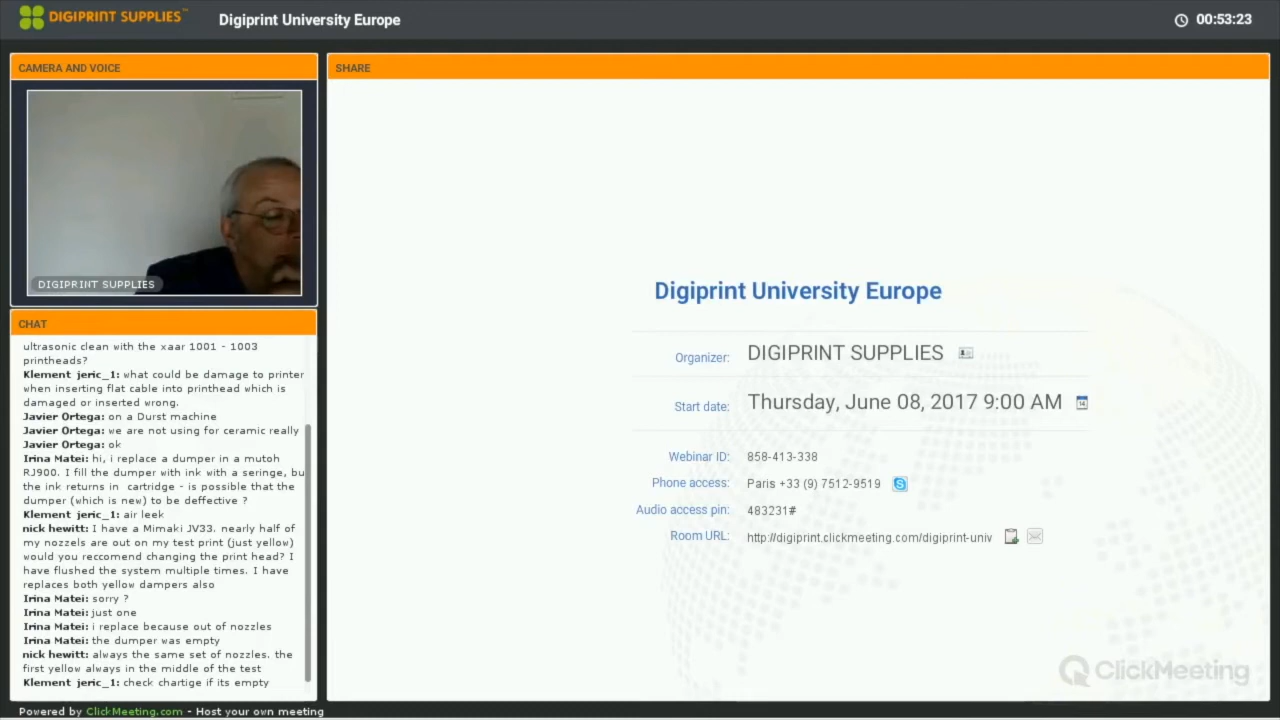 DIGIPRINT SUPPLIES™
Digiprint University Europe
00:53:23
CAMERA AND VOICE
SHARE
DIGIPRINT SUPPLIES
CHAT
ultrasonic clean with the xaar 1001 - 1003
printheads?
Klement jeric_1: what could be damage to printer
when inserting flat cable into printhead which is
damaged or inserted wrong.
Javier Ortega: on a Durst machine
Javier Ortega: we are not using for ceramic really
Javier Ortega: ok
Irina Matei: hi, i replace a dumper in a mutoh
RJ900. I fill the dumper with ink with a seringe, bu
the ink returns in cartridge - is possible that the
dumper (which is new) to be deffective ?
Klement jeric_1: air leek
nick hewitt: I have a Mimaki JV33. nearly half of
my nozzels are out on my test print (just yellow)
would you reccomend changing the print head? I
have flushed the system multiple times. I have
replaces both yellow dampers also
Irina Matei: sorry ?
Irina Matei: just one
Irina Matei: i replace because out of nozzles
Irina Matei: the dumper was empty
nick hewitt: always the same set of nozzles. the
first yellow always in the middle of the test
Klement jeric_1: check chartige if its empty
Digiprint University Europe
Organizer: DIGIPRINT SUPPLIES
Start date: Thursday, June 08, 2017 9:00 AM
14
Webinar ID: 858-413-338
Phone access: Paris +33 (9) 7512-9519
Audio access pin: 483231#
Room URL: http://digiprint.clickmeeting.com/digiprint-univ
ClickMeeting
Powered by ClickMeeting.com - Host your own meeting